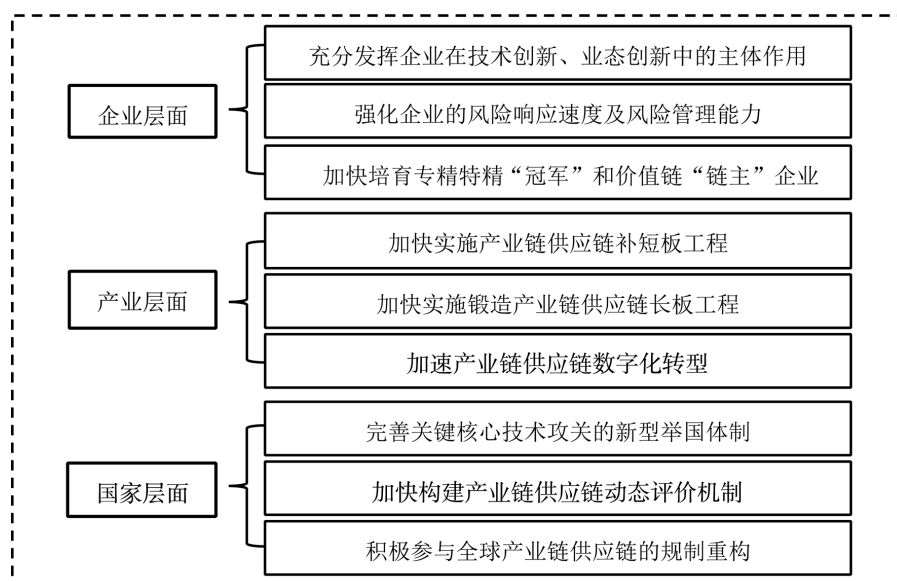 企业层面
充分发挥企业在技术创新、业态创新中的主体作用
强化企业的风险响应速度及风险管理能力
加快培育专精特精“冠军”和价值链“链主”企业
产业层面
加快实施产业链供应链补短板工程
加快实施锻造产业链供应链长板工程
加速产业链供应链数字化转型
国家层面
完善关键核心技术攻关的新型举国体制
加快构建产业链供应链动态评价机制
积极参与全球产业链供应链的规制重构